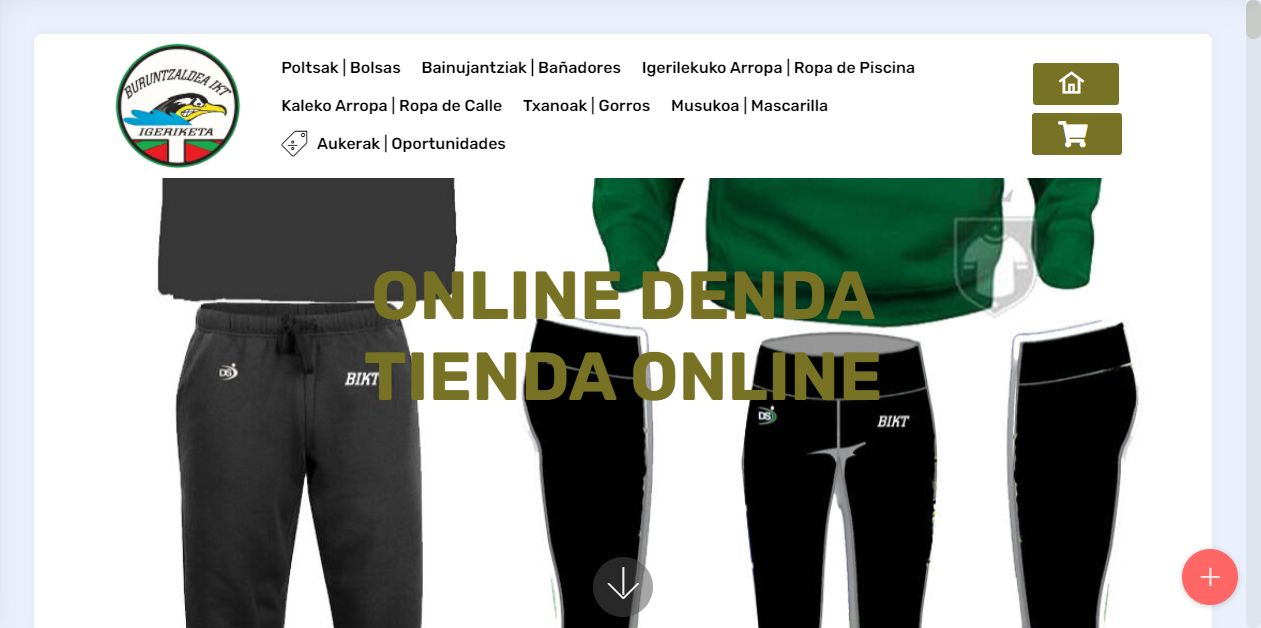 BURUNTZALDEA IKT
IGERIKETA
Poltsak | Bolsas Bainujantziak | Bañadores Igerilekuko Arropa | Ropa de Piscina
Kaleko Arropa | Ropa de Calle Txanoak | Gorros Musukoa | Mascarilla
Aukerak | Oportunidades
ONLINE DENDA
TIENDA ONLINE
DS
BIKT
DS
BIKT